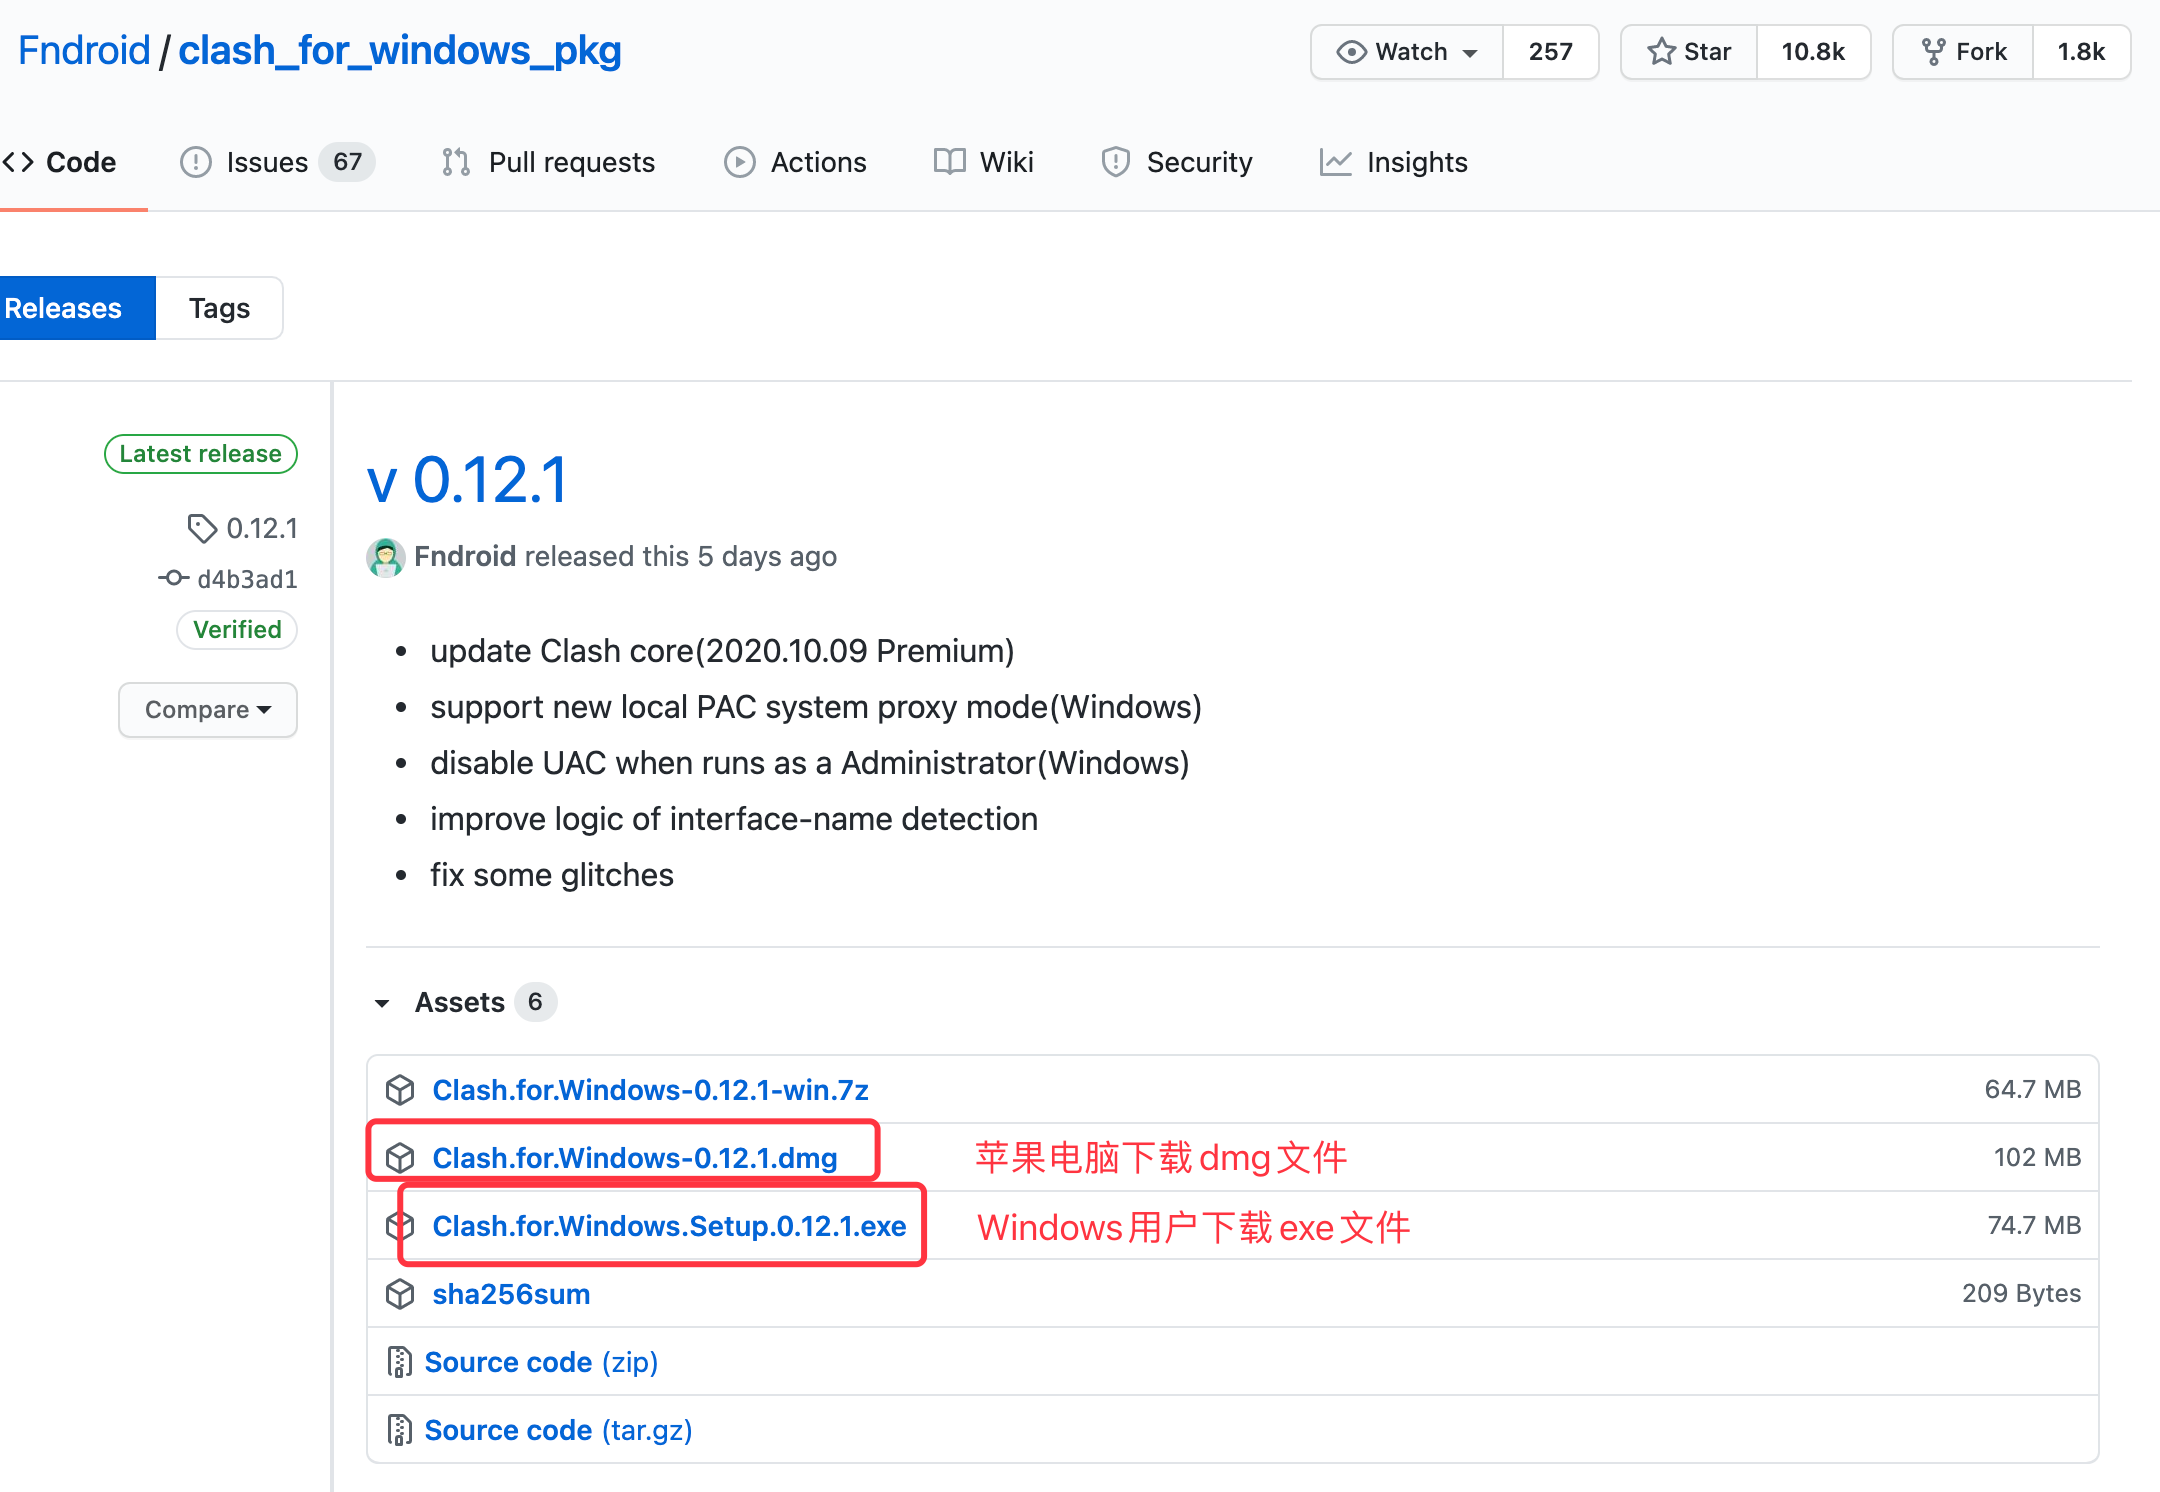 Fndroid / clash_for_windows_pkg
Watch 257 Star 10.8k Fork 1.8k
Code Issues 67 Pull requests Actions Wiki Security Insights
Releases Tags
Latest release
0.12.1
d4b3ad1
Verified
Compare
v 0.12.1
Fndroid released this 5 days ago
update Clash core(2020.10.09 Premium)
support new local PAC system proxy mode(Windows)
disable UAC when runs as a Administrator(Windows)
improve logic of interface-name detection
fix some glitches
Assets 6
Clash.for.Windows-0.12.1-win.7z 64.7 MB
Clash.for.Windows-0.12.1.dmg 苹果电脑下载dmg文件 102 MB
Clash.for.Windows.Setup.0.12.1.exe Windows用户下载exe文件 74.7 MB
sha256sum 209 Bytes
Source code (zip)
Source code (tar.gz)